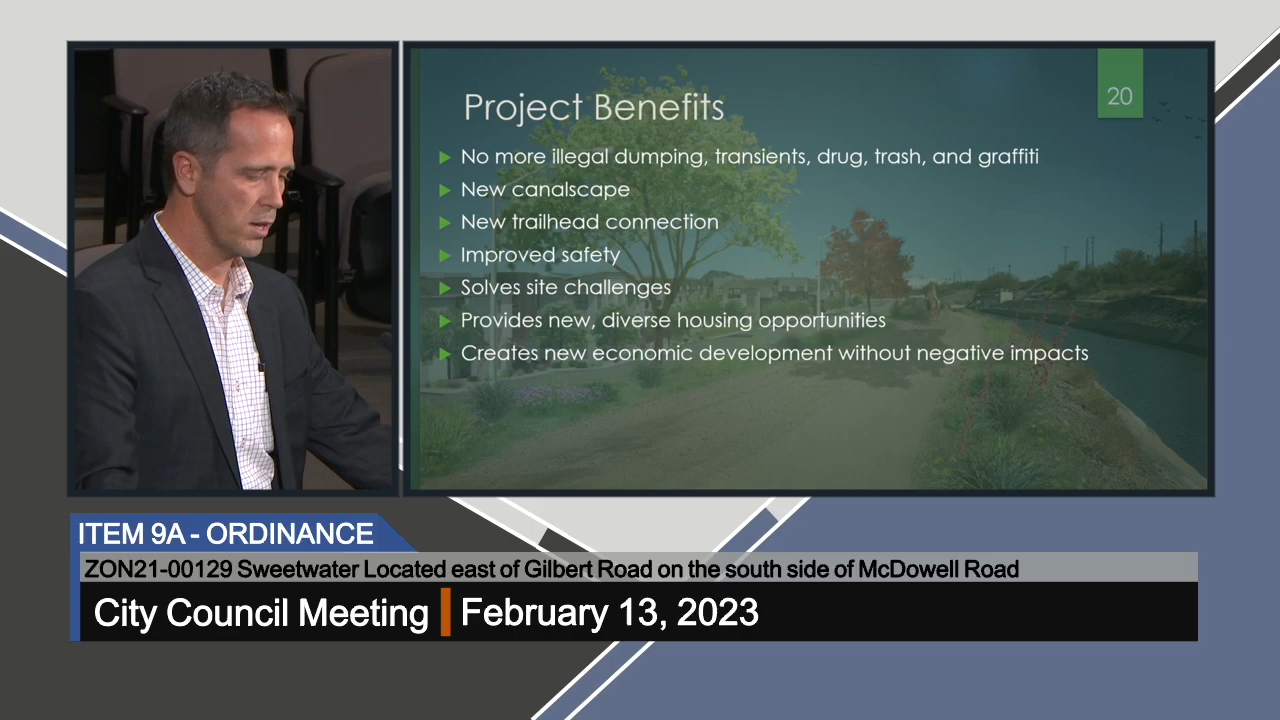 Project Benefits
20
No more illegal dumping, transients, drug, trash, and graffiti
New canalscape
New trailhead connection
Improved safety
Solves site challenges
Provides new, diverse housing opportunities
Creates new economic development without negative impacts
ITEM 9A - ORDINANCE
ZON21-00129 Sweetwater Located east of Gilbert Road on the south side of McDowell Road
City Council Meeting
February 13, 2023